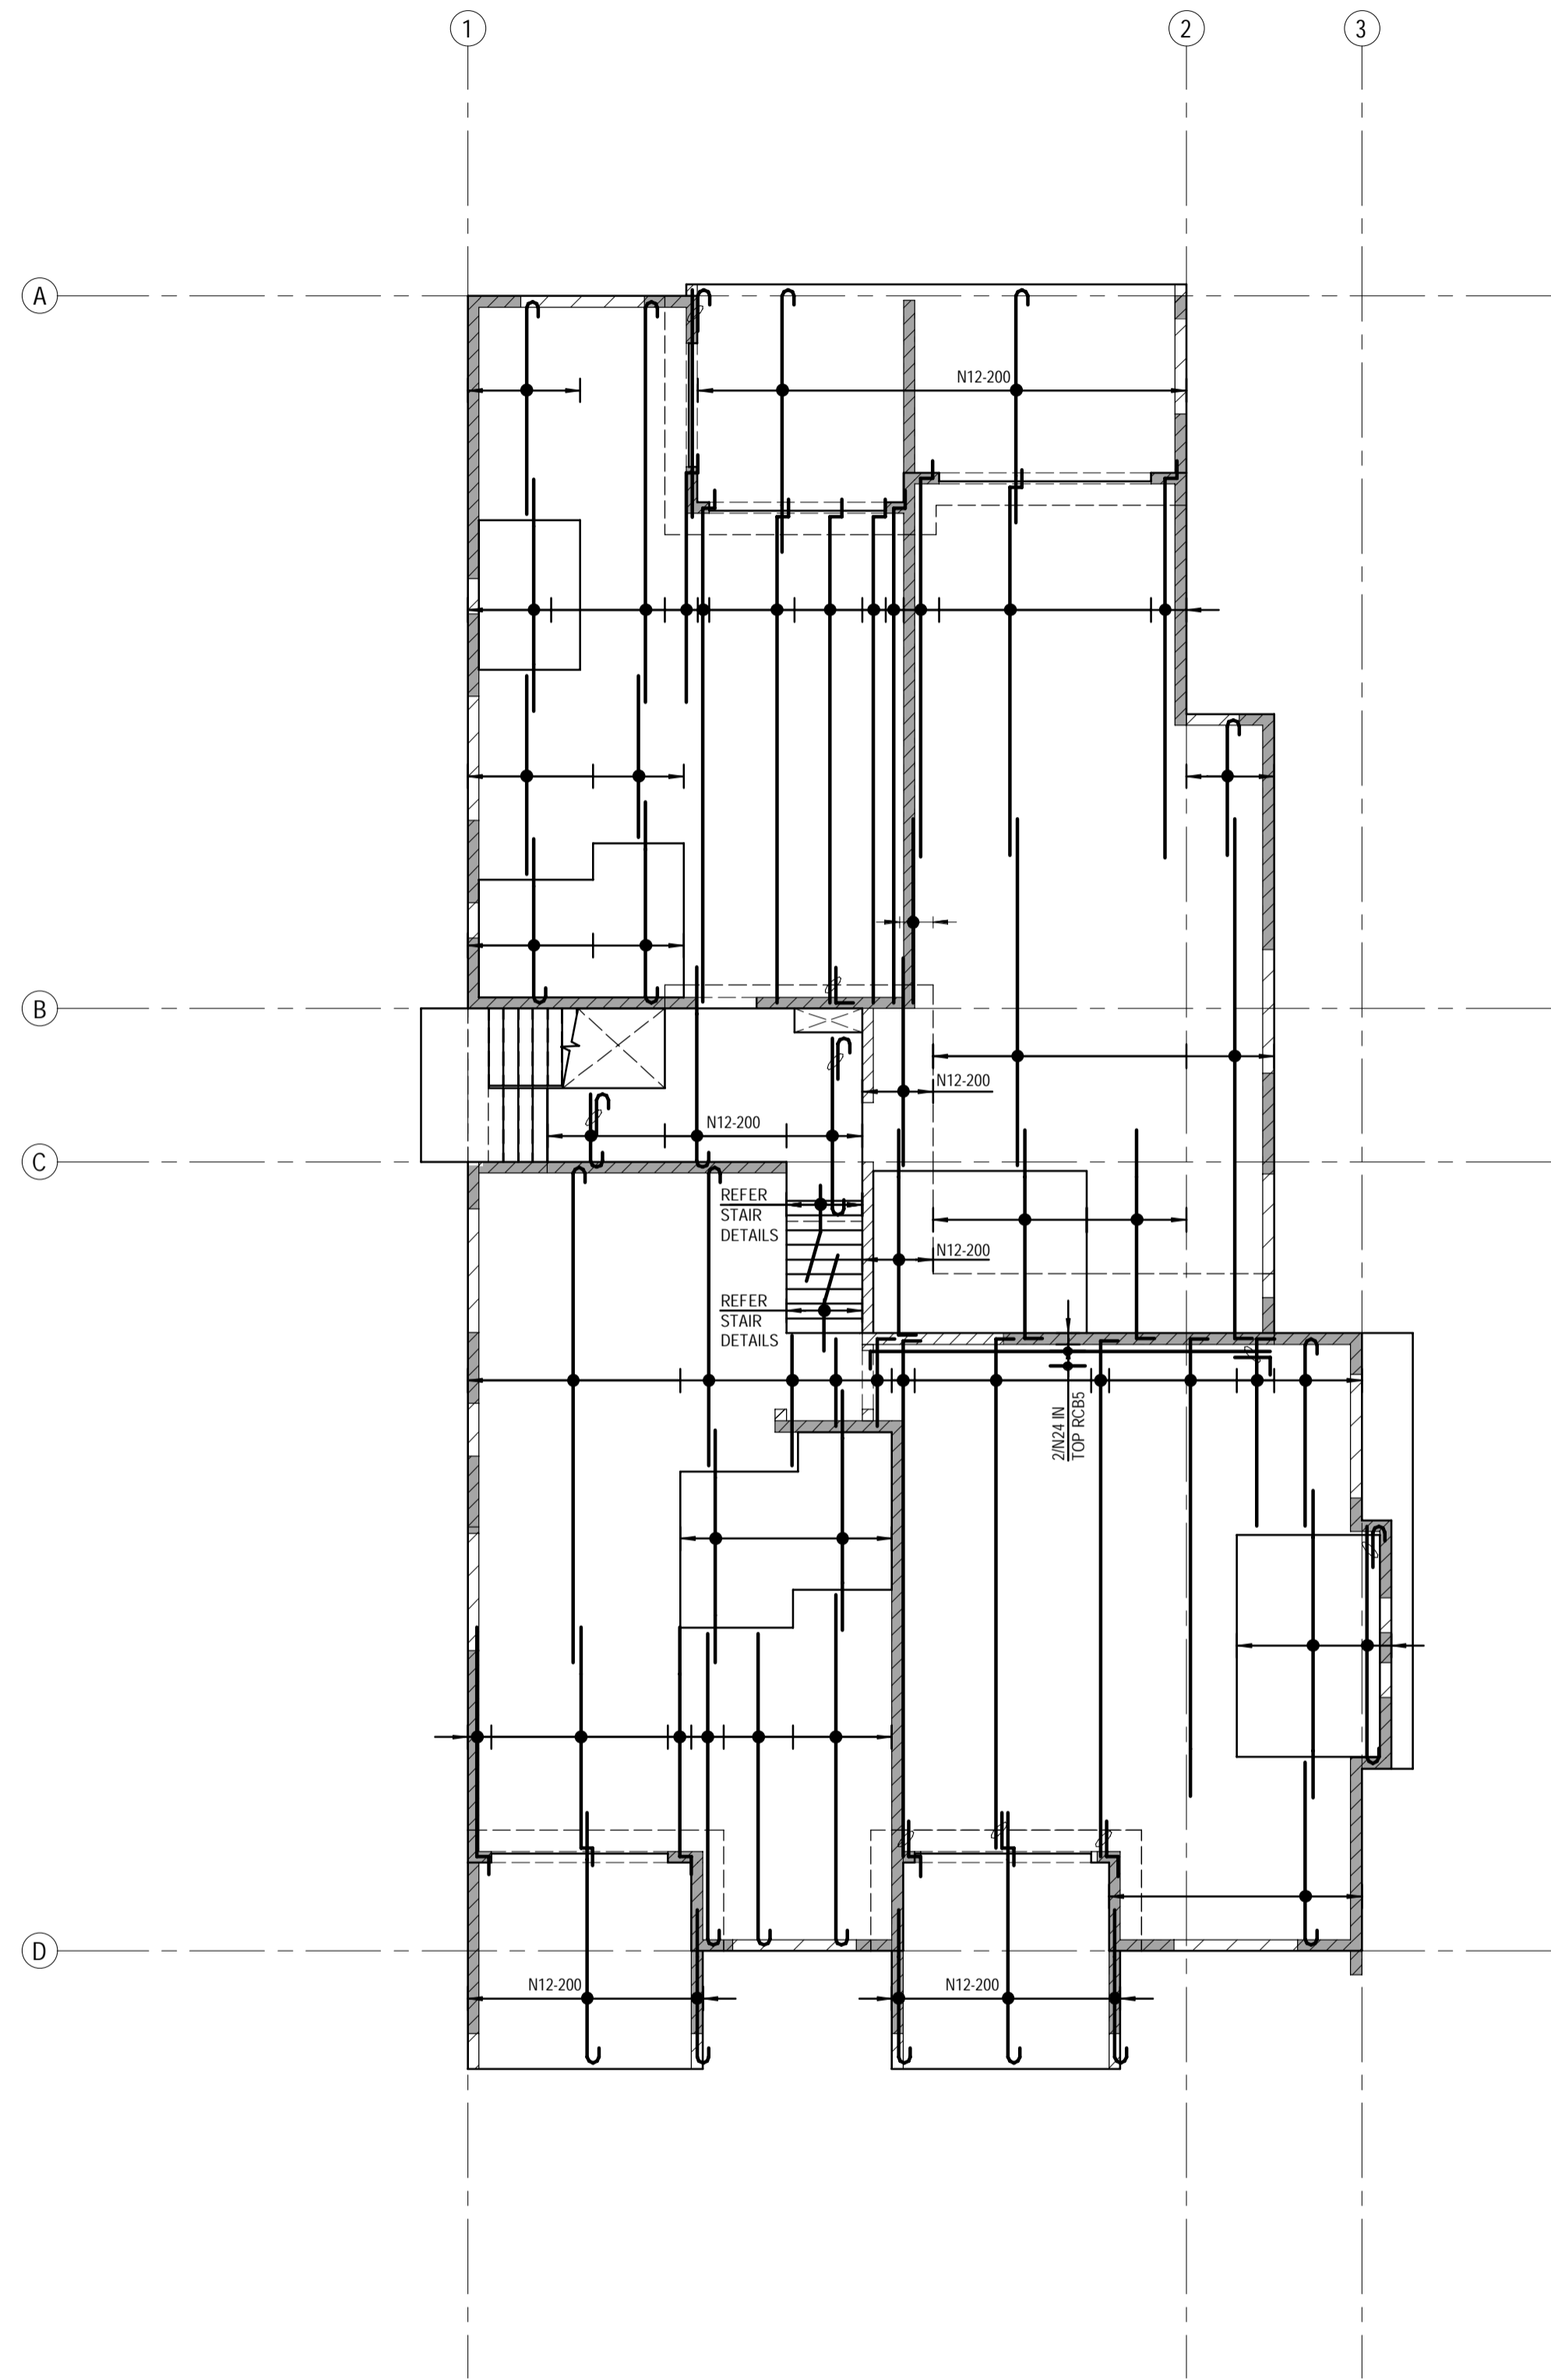 1
2
3
A
N12-200
B
N12-200
N12-200
C
REFER
STAIR
DETAILS
N12-200
REFER
STAIR
DETAILS
2/N24 IN
TOP RCB5
D
N12-200
N12-200